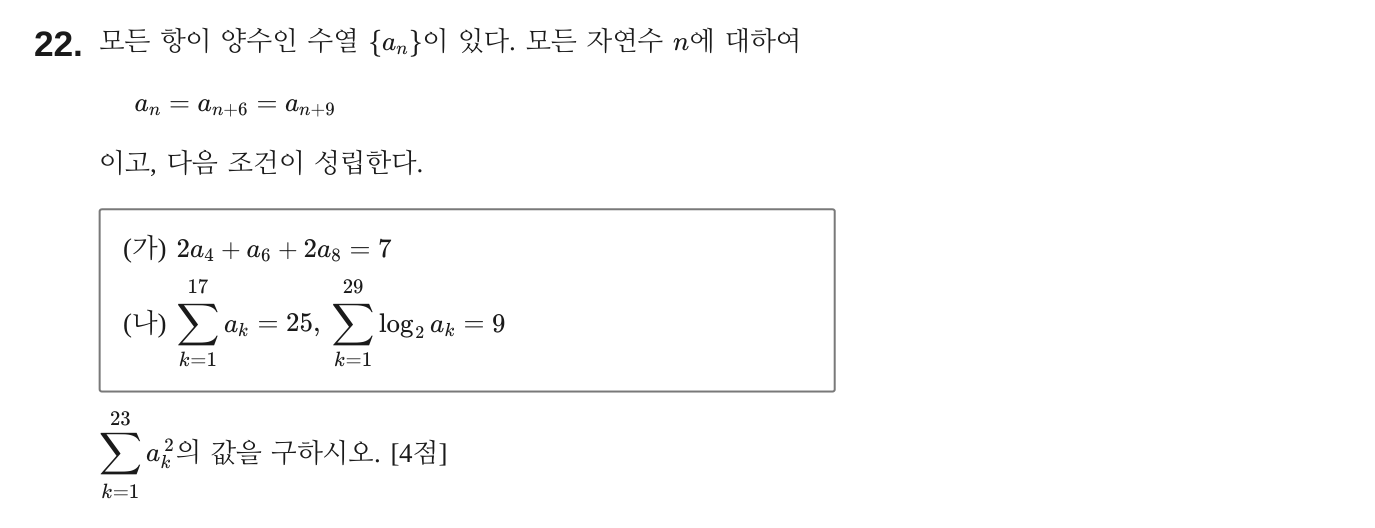 22. 모든 항이 양수인 수열 {aₙ}이 있다. 모든 자연수 n에 대하여
aₙ = aₙ₊₆ = aₙ₊₉
이고, 다음 조건이 성립한다.
(가) 2a₄ + a₆ + 2a₈ = 7
(나) ∑_{k=1}^{17} a_k = 25, ∑_{k=1}^{29} log₂ a_k = 9
∑_{k=1}^{23} a_k²의 값을 구하시오. [4점]